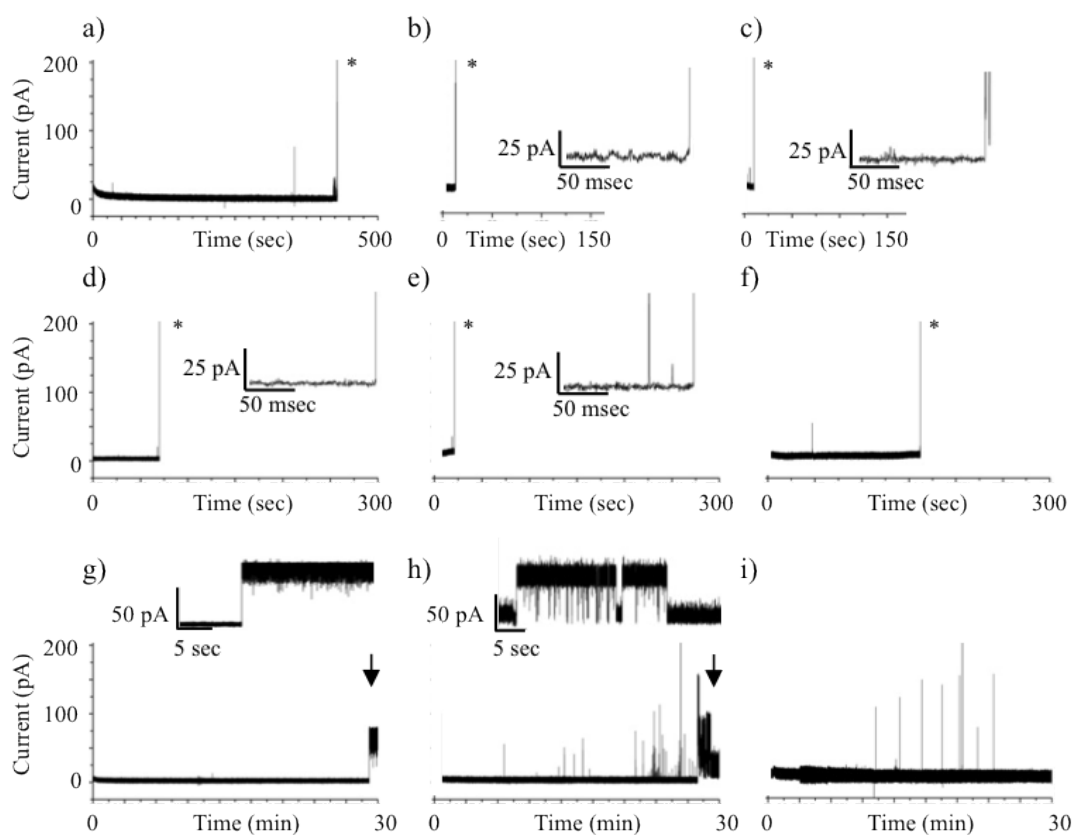 a) b) c)
200 * * *
Current (pA)
100
0
25 pA 25 pA
50 msec 50 msec
0 Time (sec) 500 0 Time (sec) 150 0 Time (sec) 150
d) e) f)
200 * * *
Current (pA)
100
0
25 pA 25 pA
50 msec 50 msec
0 Time (sec) 300 0 Time (sec) 300 0 Time (sec) 300
g) h) i)
50 pA 50 pA
5 sec 5 sec
200
Current (pA)
100
0
0 Time (min) 30 0 Time (min) 30 0 Time (min) 30